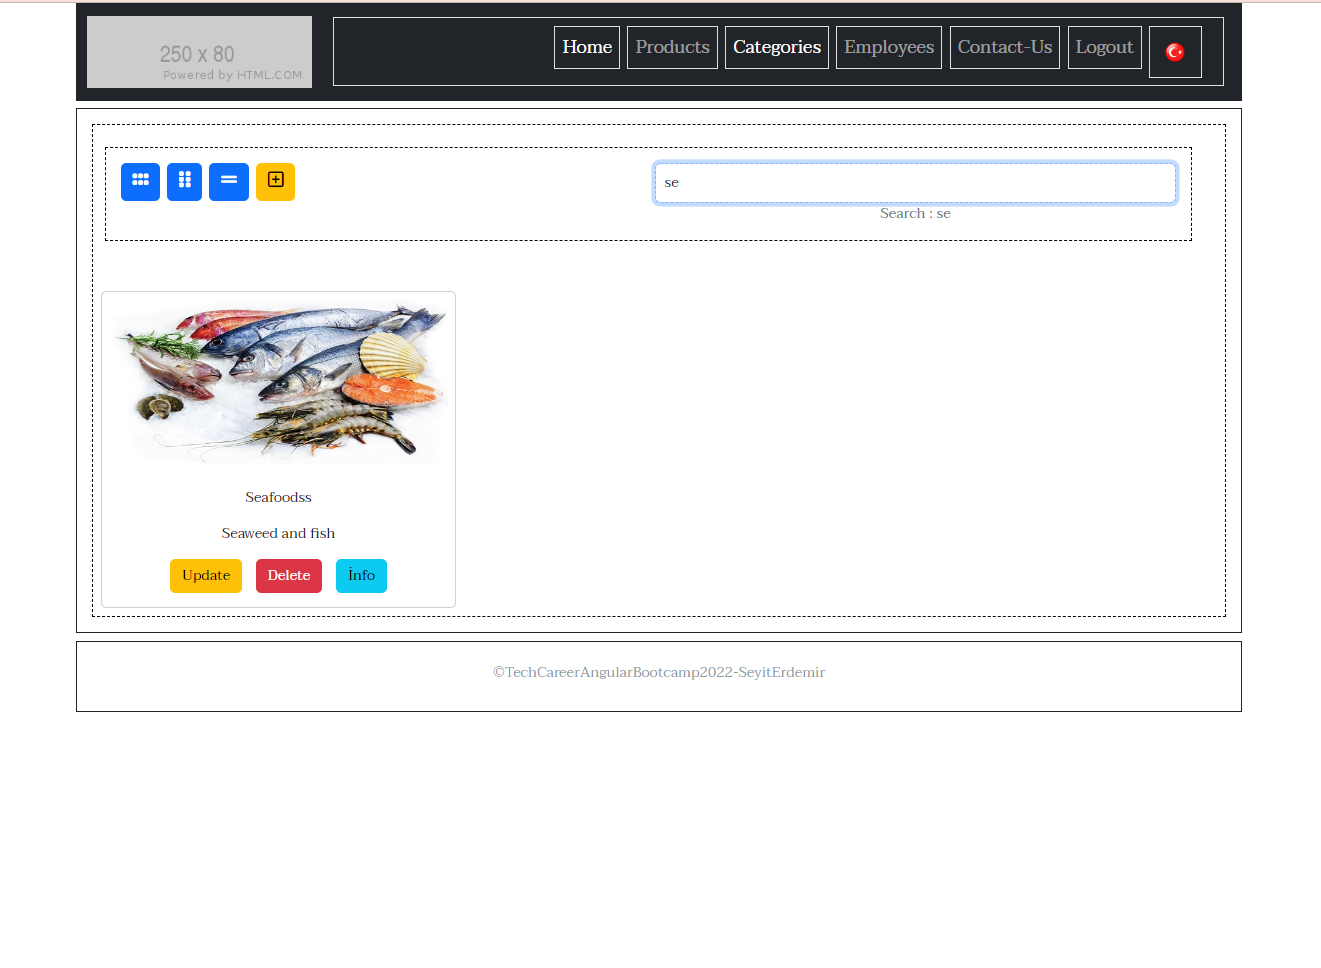 250 x 80
Powered by HTML.COM
Home Products Categories Employees Contact-Us Logout
se
Search : se
Seafoodss
Seaweed and fish
Update Delete İnfo
©TechCareerAngularBootcamp2022-SeyitErdemir